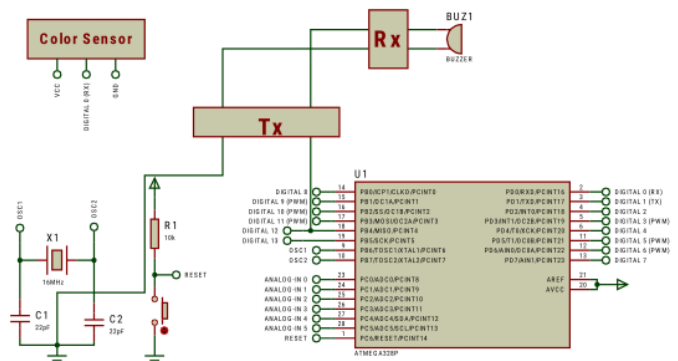 BUZ1
Rx
BUZZER
Color Sensor
VCC
DIGITAL 0 (RX)
GND
Tx
U1
DIGITAL 8 14 PB0/ICP1/CLKO/PCINT0 PD0/RXD/PCINT16 2 DIGITAL 0 (RX)
DIGITAL 9 (PWM) 15 PB1/OC1A/PCINT1 PD1/TXD/PCINT17 3 DIGITAL 1 (TX)
DIGITAL 10 (PWM) 16 PB2/SS/OC1B/PCINT2 PD2/INT0/PCINT18 4 DIGITAL 2
DIGITAL 11 (PWM) 17 PB3/MOSI/OC2A/PCINT3 PD3/INT1/OC2B/PCINT19 5 DIGITAL 3 (PWM)
DIGITAL 12 18 PB4/MISO/PCINT4 PD4/T0/XCK/PCINT20 6 DIGITAL 4
DIGITAL 13 19 PB5/SCK/PCINT5 PD5/T1/OC0B/PCINT21 11 DIGITAL 5 (PWM)
OSC1 9 PB6/TOSC1/XTAL1/PCINT6 PD6/AIN0/OC0A/PCINT22 12 DIGITAL 6 (PWM)
OSC2 10 PB7/TOSC2/XTAL2/PCINT7 PD7/AIN1/PCINT23 13 DIGITAL 7
ANALOG-IN 0 23 PC0/ADC0/PCINT8 AREF 21
ANALOG-IN 1 24 PC1/ADC1/PCINT9 AVCC 20
ANALOG-IN 2 25 PC2/ADC2/PCINT10
ANALOG-IN 3 26 PC3/ADC3/PCINT11
ANALOG-IN 4 27 PC4/ADC4/SDA/PCINT12
ANALOG-IN 5 28 PC5/ADC5/SCL/PCINT13
RESET 1 PC6/RESET/PCINT14
ATMEGA328P
OSC1
OSC2
X1
16MHz
R1
10k
RESET
C1
22pF
C2
22pF